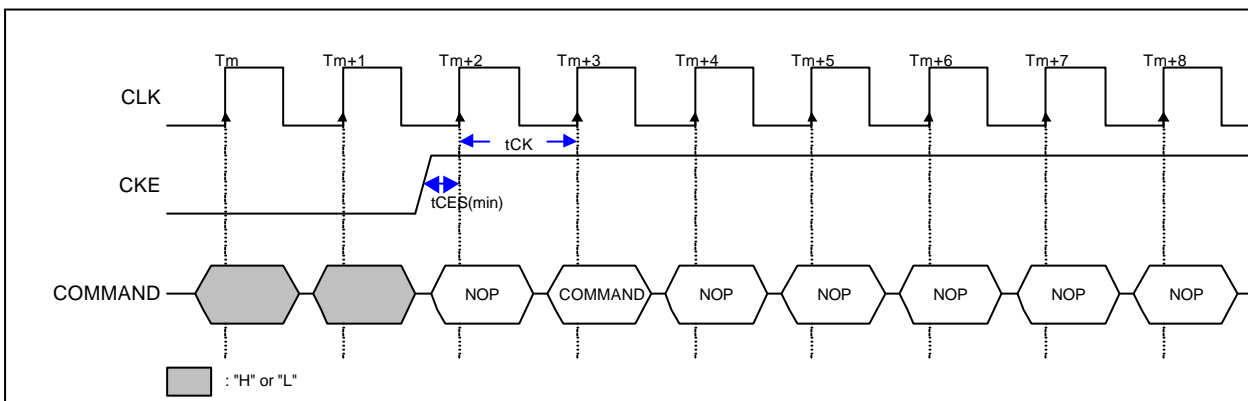 Tm Tm+1 Tm+2 Tm+3 Tm+4 Tm+5 Tm+6 Tm+7 Tm+8
CLK
tCK
CKE
tCES(min)
COMMAND NOP COMMAND NOP NOP NOP NOP NOP
: "H" or "L"